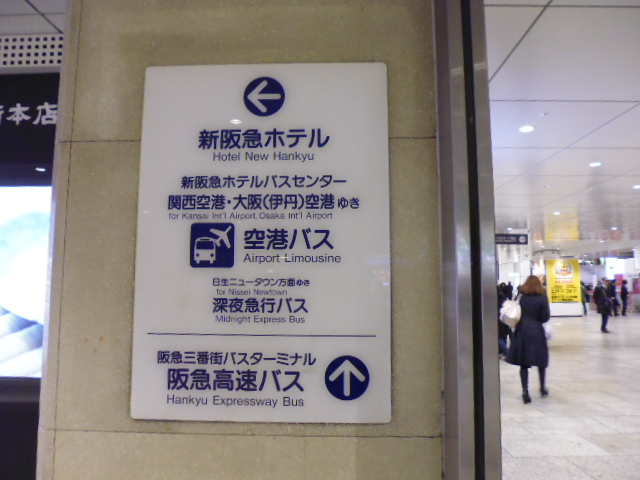 本店
新阪急ホテル
Hotel New Hankyu
新阪急ホテルバスセンター
関西空港・大阪(伊丹)空港ゆき
for Kansai Int'l Airport, Osaka Int'l Airport
空港バス
Airport Limousine
日生ニュータウン方面ゆき
for Nissei Newtown
深夜急行バス
Midnight Express Bus
阪急三番街バスターミナル
阪急高速バス
Hankyu Expressway Bus